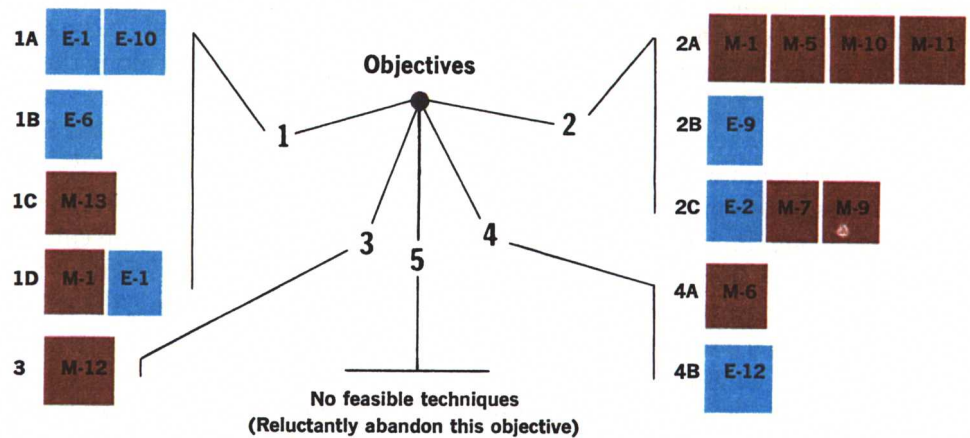 1A E-1 E-10
1B E-6
1C M-13
1D M-1 E-1
3 M-12
Objectives
1
2
3
4
5
No feasible techniques
(Reluctantly abandon this objective)
2A M-1 M-5 M-10 M-11
2B E-9
2C E-2 M-7 M-9
4A M-6
4B E-12